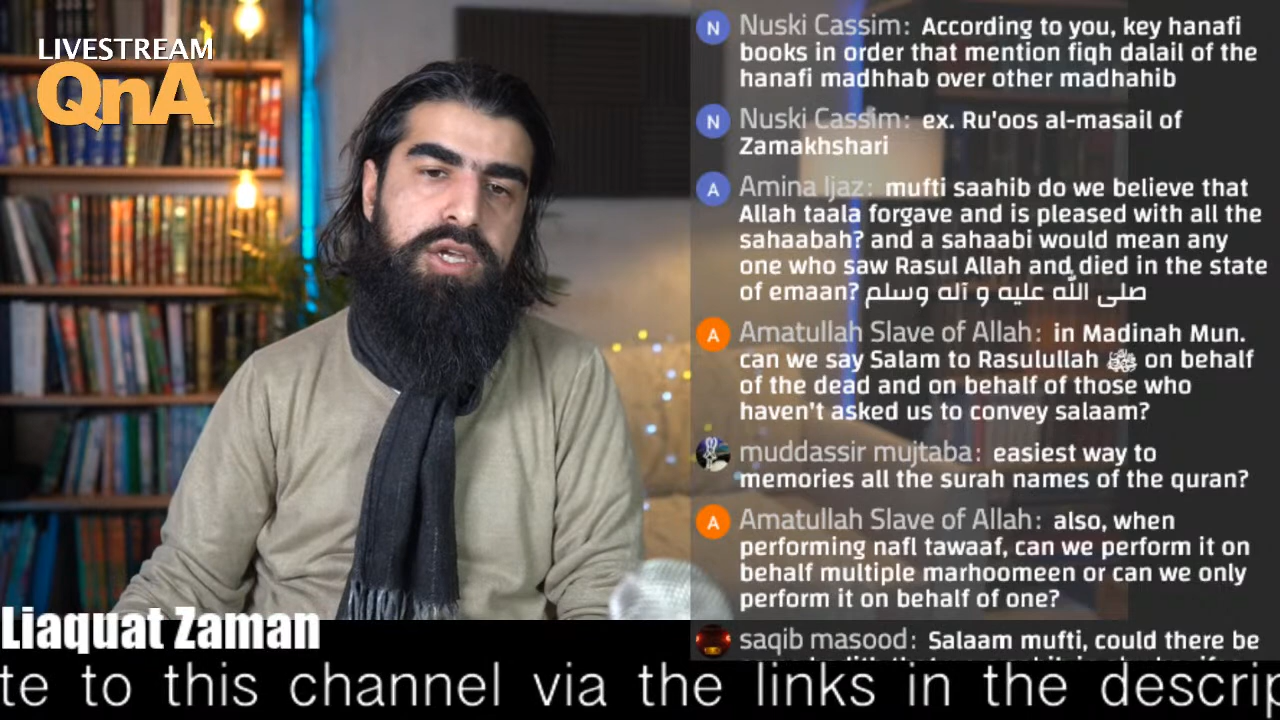 LIVESTREAM
QnA
N Nuski Cassim: According to you, key hanafi
books in order that mention fiqh dalail of the
hanafi madhhab over other madhahib
N Nuski Cassim: ex. Ru'oos al-masail of
Zamakhshari
A Amina Ijaz: mufti saahib do we believe that
Allah taala forgave and is pleased with all the
sahaabah? and a sahaabi would mean any
one who saw Rasul Allah and died in the state
of emaan? صلى الله عليه و آله وسلم
A Amatullah Slave of Allah: in Madinah Mun.
can we say Salam to Rasulullah ﷺ on behalf
of the dead and on behalf of those who
haven't asked us to convey salaam?
muddassir mujtaba: easiest way to
memories all the surah names of the quran?
A Amatullah Slave of Allah: also, when
performing nafl tawaaf, can we perform it on
behalf multiple marhoomeen or can we only
perform it on behalf of one?
saqib masood: Salaam mufti, could there be
Liaquat Zaman
te to this channel via the links in the descrip